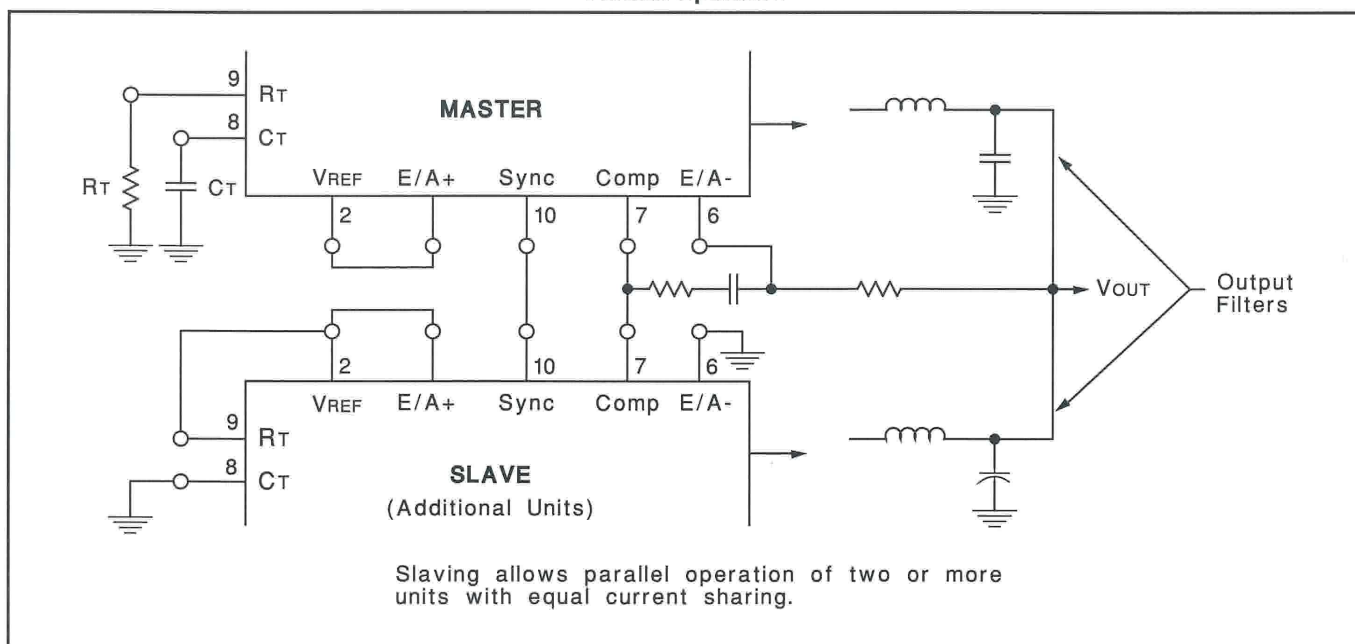 9
RT
MASTER
8
CT
RT
CT
VREF E/A+ Sync Comp E/A-
2 10 7 6
VOUT
Output
Filters
2 10 7 6
VREF E/A+ Sync Comp E/A-
9
RT
8
CT
SLAVE
(Additional Units)
Slaving allows parallel operation of two or more
units with equal current sharing.